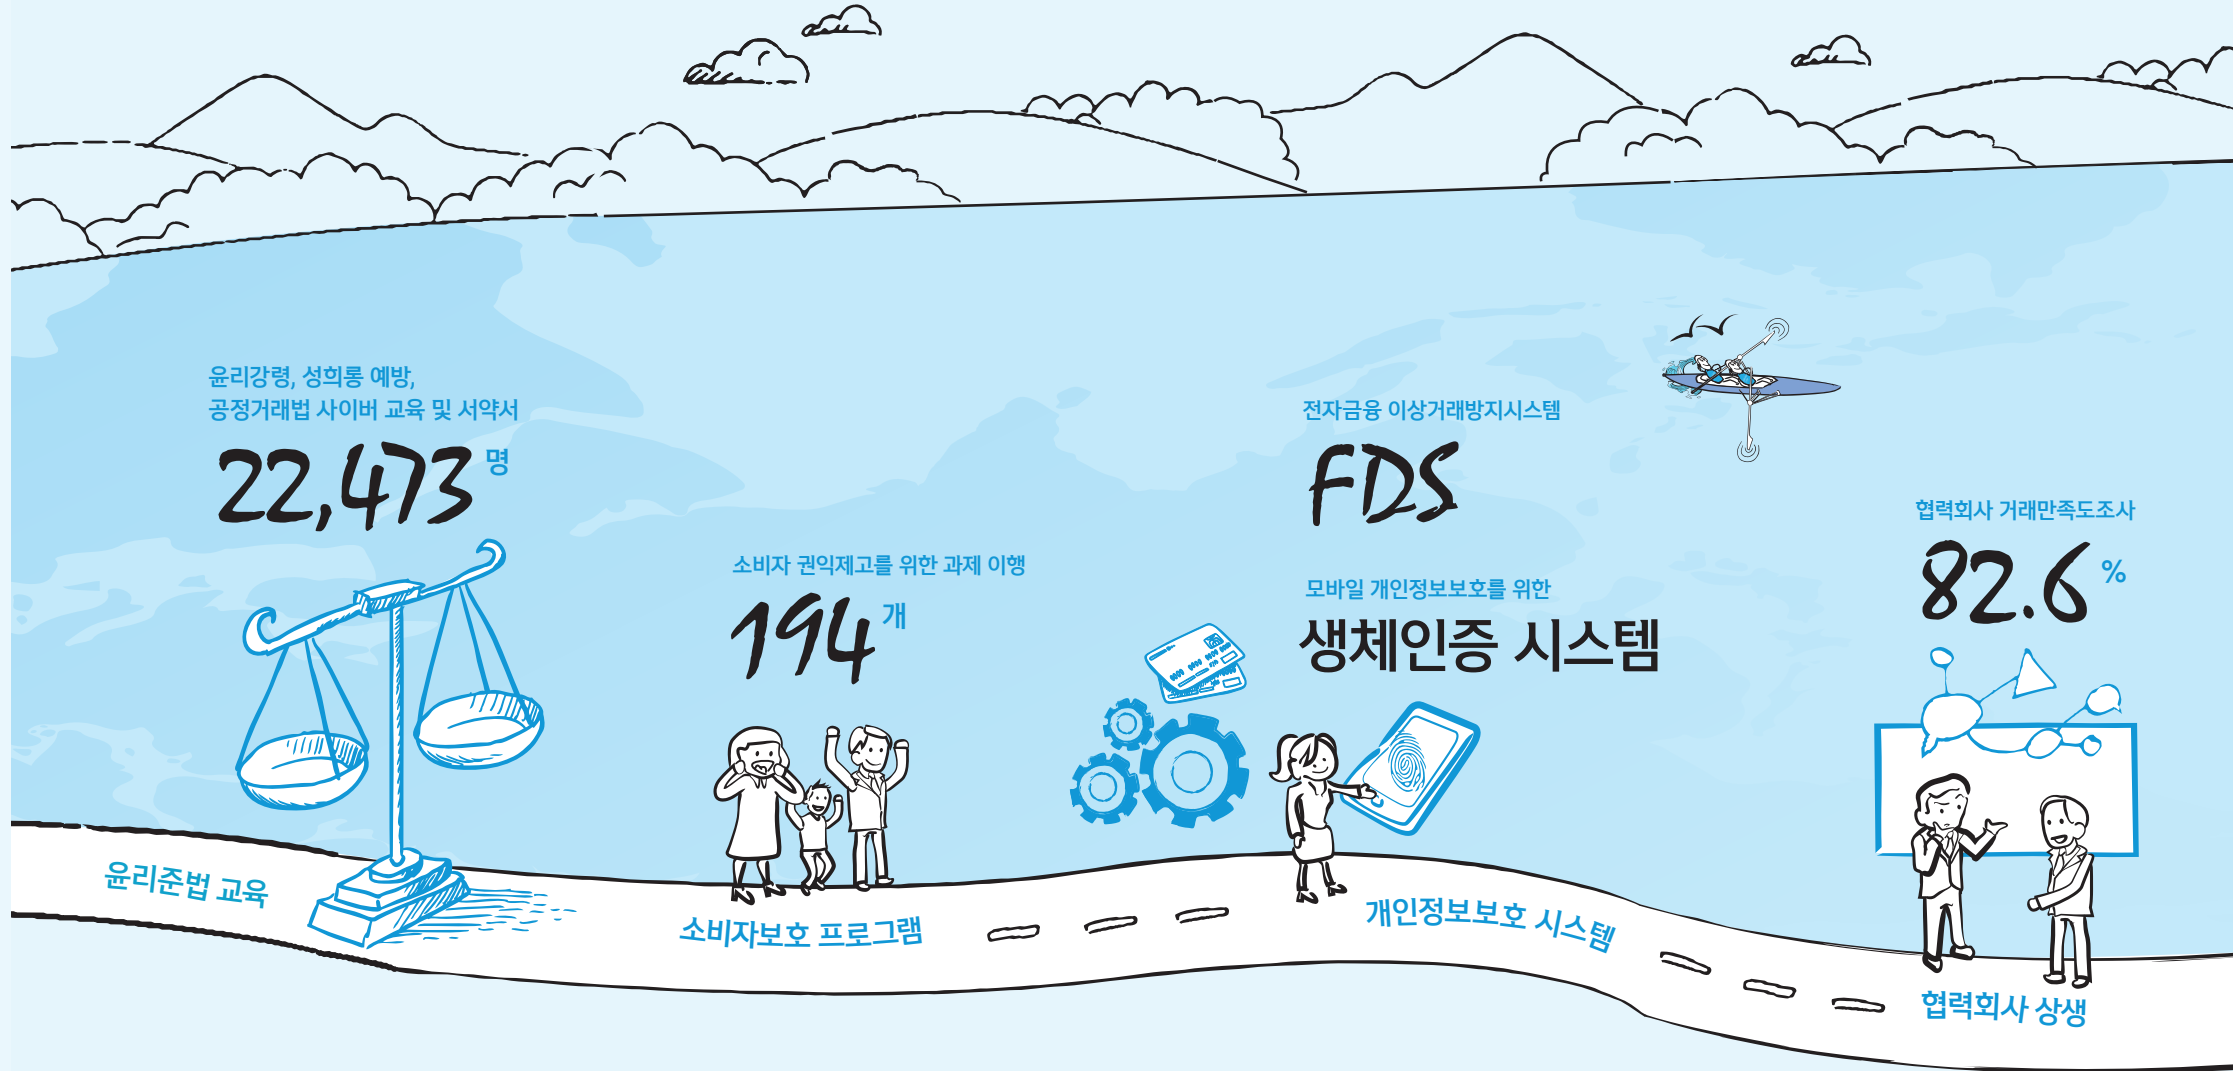 윤리강령, 성희롱 예방,
공정거래법 사이버 교육 및 서약서
22,473 명
윤리준법 교육
소비자 권익제고를 위한 과제 이행
194 개
소비자보호 프로그램
전자금융 이상거래방지시스템
FDS
모바일 개인정보보호를 위한
생체인증 시스템
개인정보보호 시스템
협력회사 거래만족도조사
82.6 %
협력회사 상생